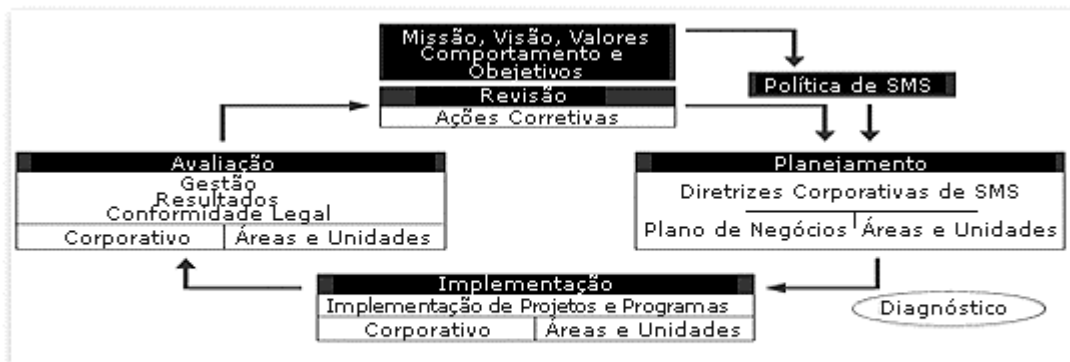 Missão, Visão, Valores
Comportamento e
Obejetivos
Política de SMS
Revisão
Ações Corretivas
Avaliação
Gestão
Resultados
Conformidade Legal
Corporativo
Áreas e Unidades
Planejamento
Diretrizes Corporativas de SMS
Plano de Negócios
Áreas e Unidades
Implementação
Implementação de Projetos e Programas
Corporativo
Áreas e Unidades
Diagnóstico